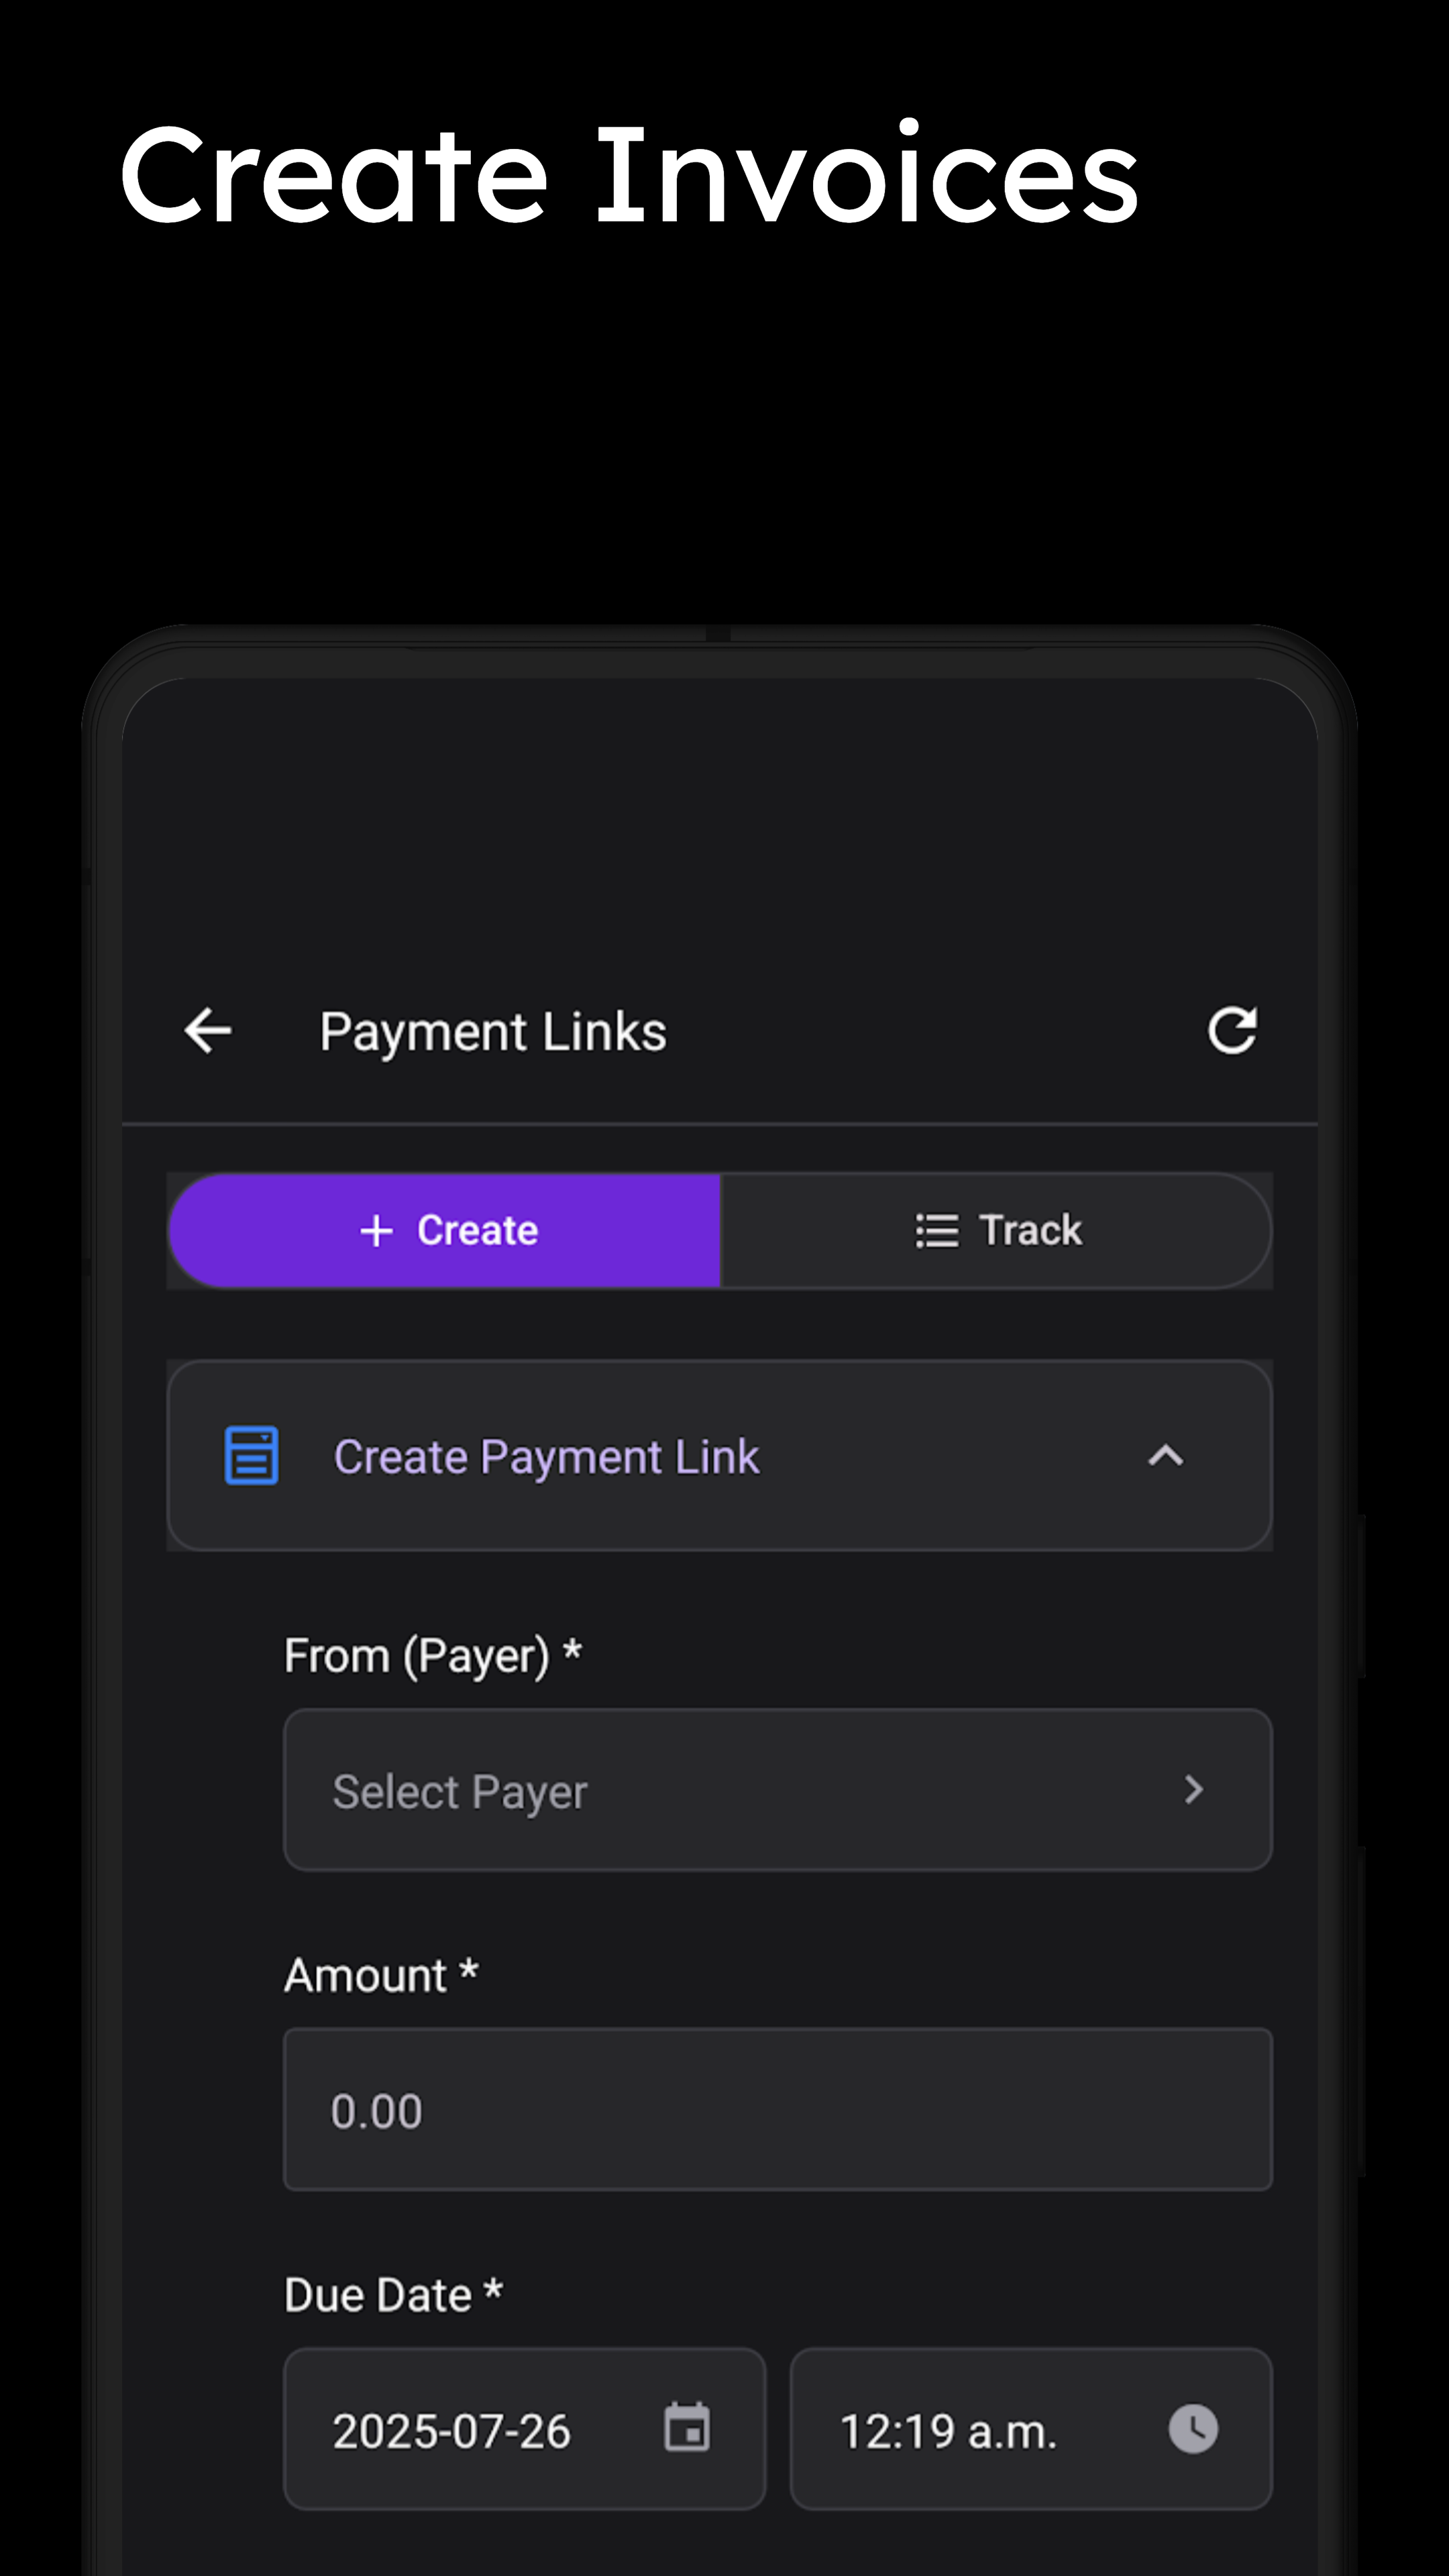 Create Invoices
Payment Links
Create
Track
Create Payment Link
From (Payer) *
Select Payer
Amount *
0.00
Due Date *
2025-07-26
12:19 a.m.